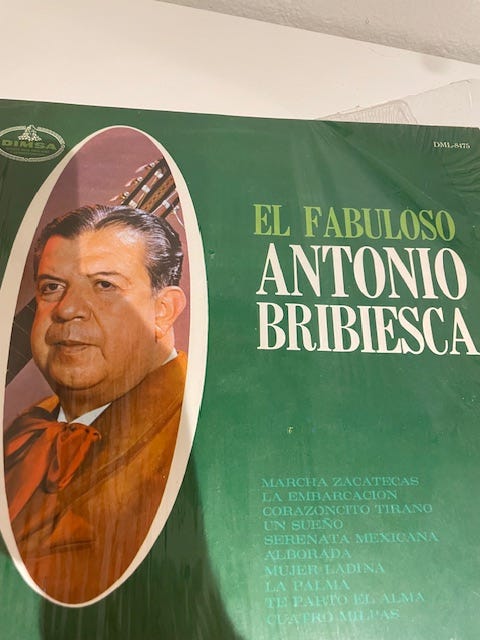 DIMSA
DML-8475
EL FABULOSO
ANTONIO
BRIBIESCA
MARCHA ZACATECAS
LA EMBARCACION
CORAZONCITO TIRANO
UN SUEÑO
SERENATA MEXICANA
ALBORADA
MUJER LADINA
LA PALMA
TE PARTO EL ALMA
CUATRO MILPAS